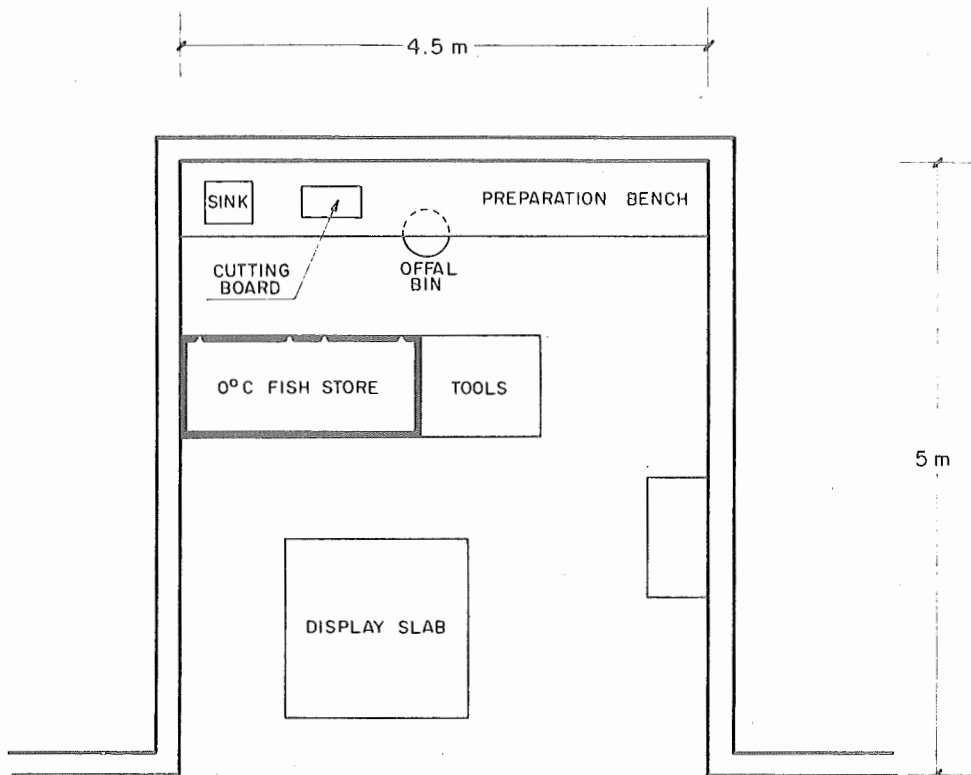 4.5 m
SINK
PREPARATION BENCH
CUTTING
BOARD
OFFAL
BIN
0°C FISH STORE
TOOLS
5 m
DISPLAY SLAB